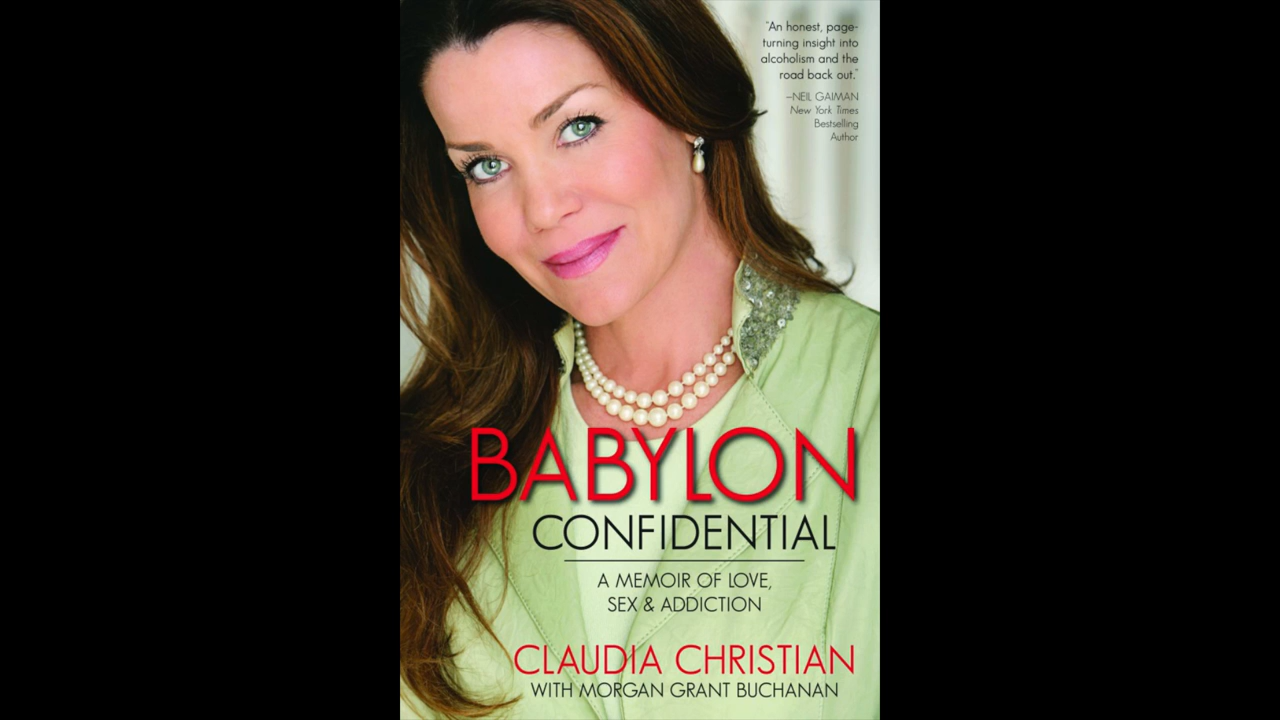 "An honest, page-
turning insight into
alcoholism and the
road back out."
—NEIL GAIMAN
New York Times
Bestselling
Author
BABYLON
CONFIDENTIAL
A MEMOIR OF LOVE,
SEX & ADDICTION
CLAUDIA CHRISTIAN
WITH MORGAN GRANT BUCHANAN